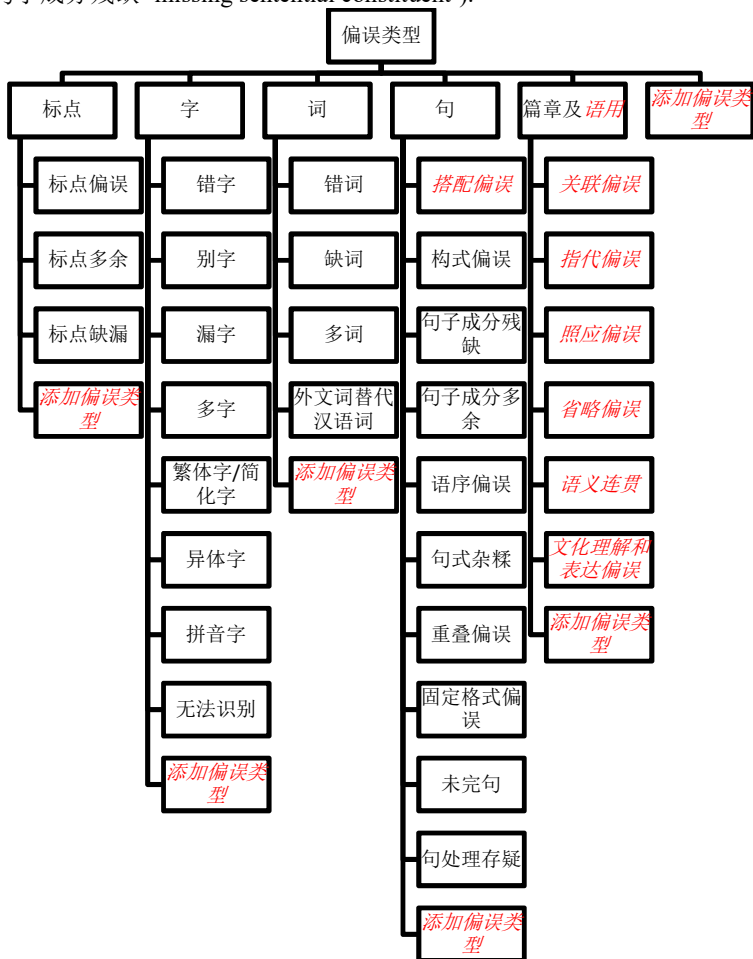 句子成分残缺 'missing sentential constituent').
偏误类型
标点
字
词
句
篇章及语用
添加偏误类
型
标点偏误
标点多余
标点缺漏
添加偏误类
型
错字
别字
漏字
多字
繁体字/简
化字
异体字
拼音字
无法识别
添加偏误类
型
错词
缺词
多词
外文词替代
汉语词
添加偏误类
型
搭配偏误
构式偏误
句子成分残
缺
句子成分多
余
语序偏误
句式杂糅
重叠偏误
固定格式偏
误
未完句
句处理存疑
添加偏误类
型
关联偏误
指代偏误
照应偏误
省略偏误
语义连贯
文化理解和
表达偏误
添加偏误类
型